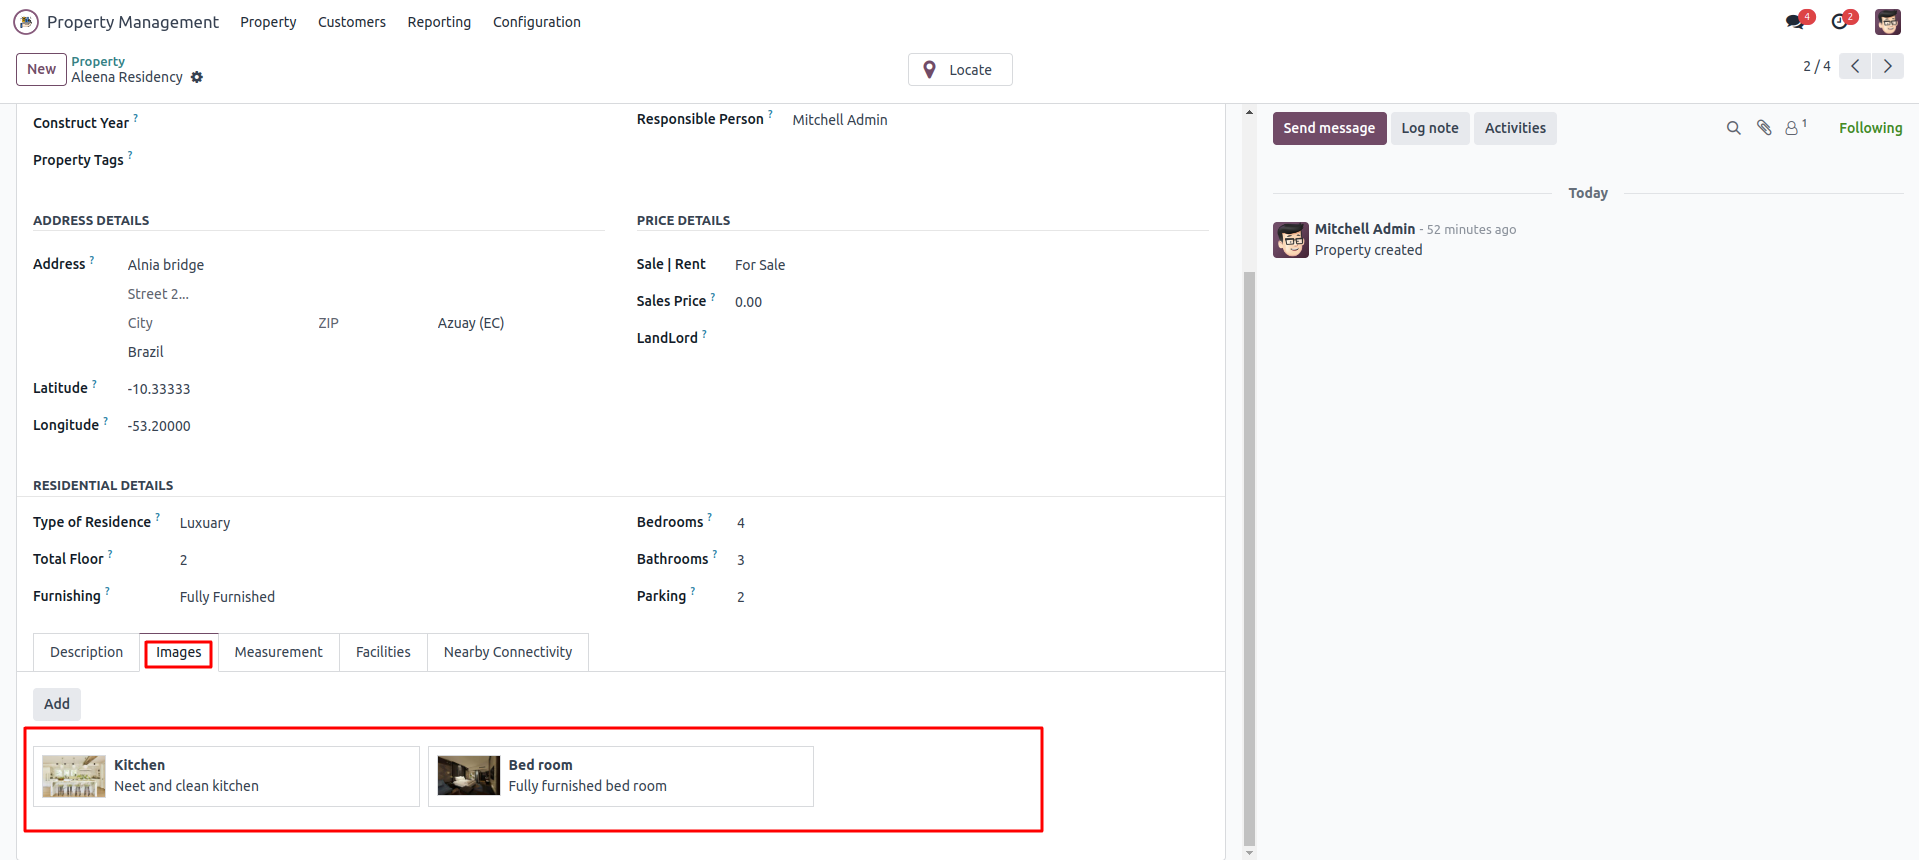 Property Management Property Customers Reporting Configuration 4 2
New Property
Aleena Residency
Locate
2 / 4
Construct Year ?
Responsible Person ? Mitchell Admin
Property Tags ?
ADDRESS DETAILS
Address ? Alnia bridge
Street 2...
City ZIP Azuay (EC)
Brazil
Latitude ? -10.33333
Longitude ? -53.20000
PRICE DETAILS
Sale | Rent For Sale
Sales Price ? 0.00
LandLord ?
RESIDENTIAL DETAILS
Type of Residence ? Luxuary
Total Floor ? 2
Furnishing ? Fully Furnished
Bedrooms ? 4
Bathrooms ? 3
Parking ? 2
Description Images Measurement Facilities Nearby Connectivity
Add
Kitchen
Neet and clean kitchen
Bed room
Fully furnished bed room
Send message Log note Activities 1 Following
Today
Mitchell Admin - 52 minutes ago
Property created